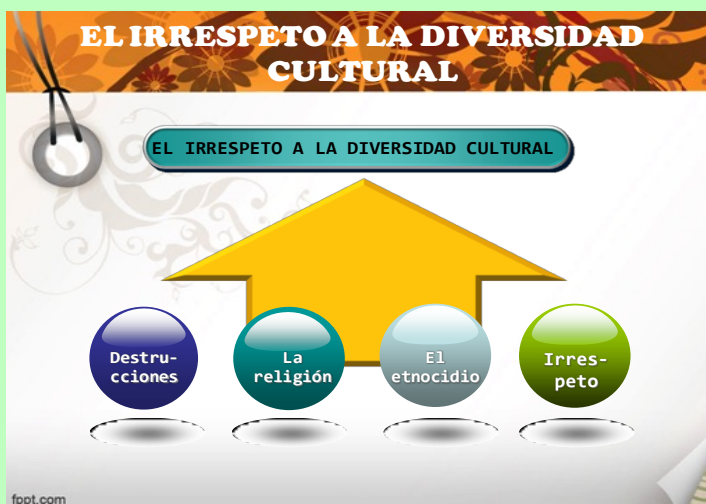 EL IRRESPETO A LA DIVERSIDAD
CULTURAL
EL IRRESPETO A LA DIVERSIDAD CULTURAL
Destru-
cciones
La
religión
El
etnocidio
Irres-
peto
fppt.com